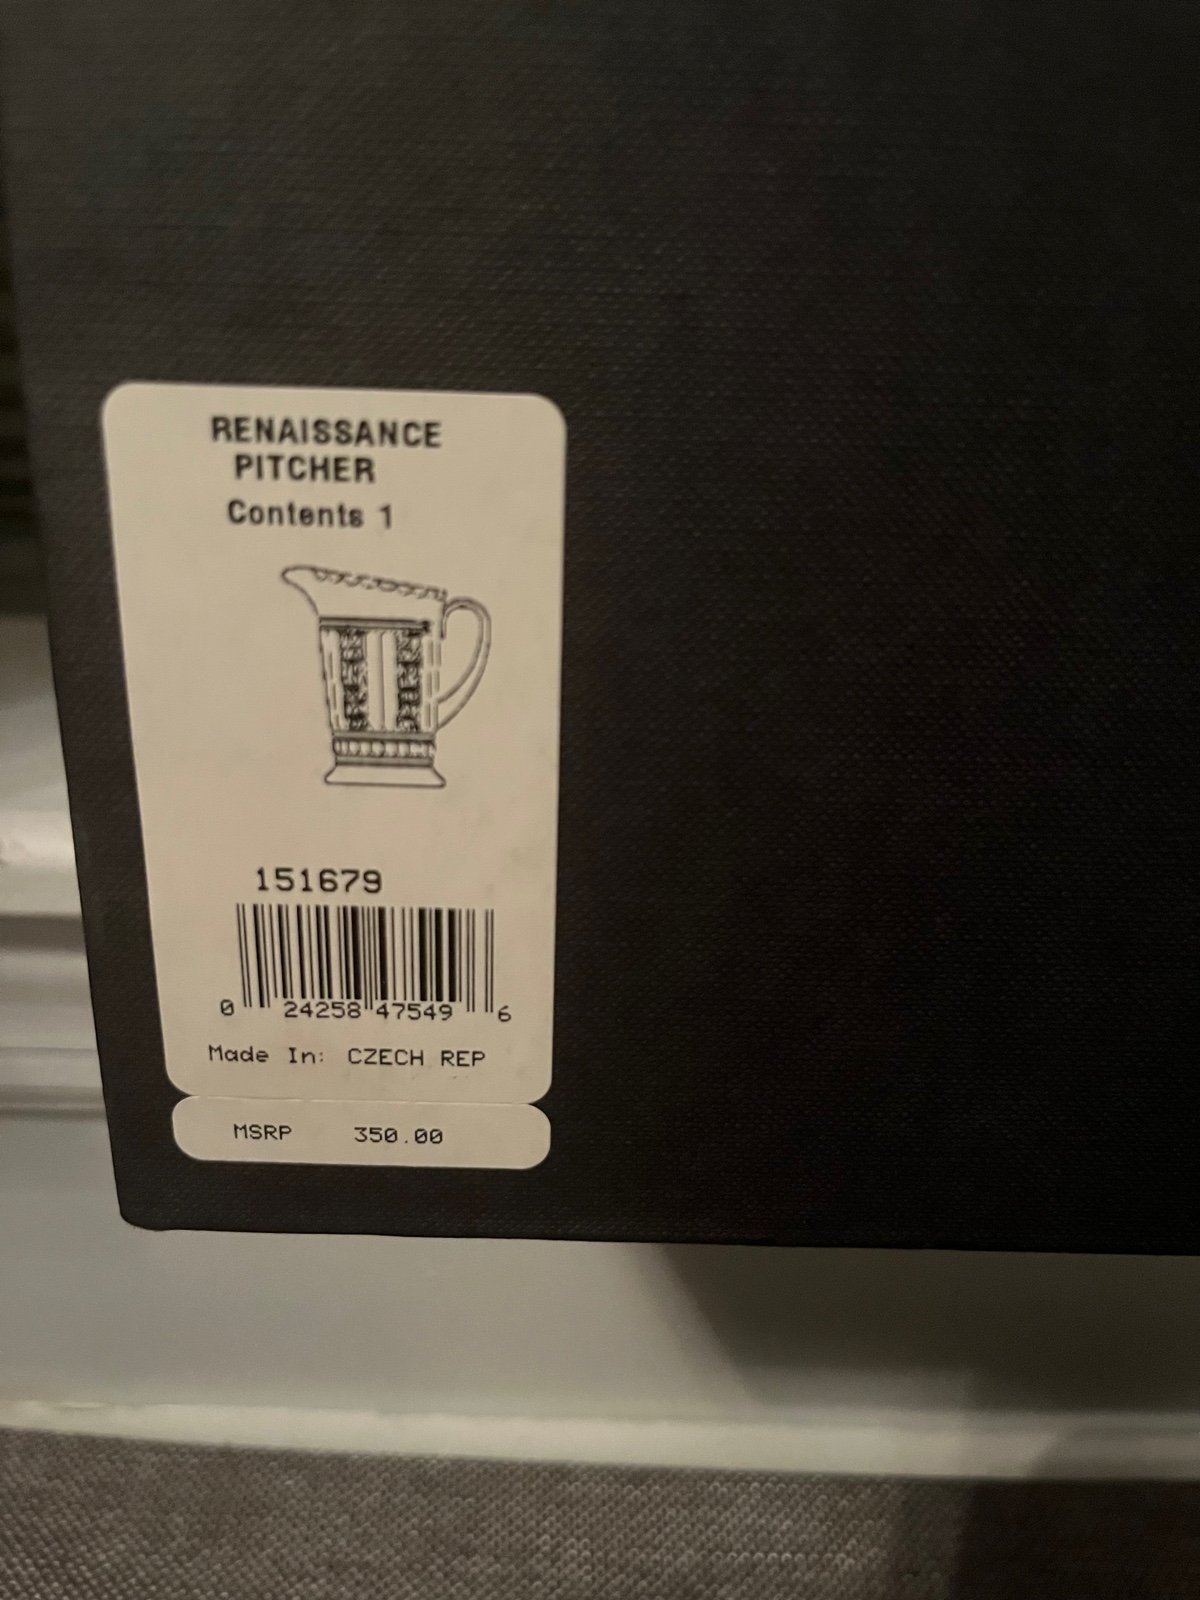 RENAISSANCE
PITCHER
Contents 1
151679
0 24258 47549 6
Made In: CZECH REP
MSRP 350.00